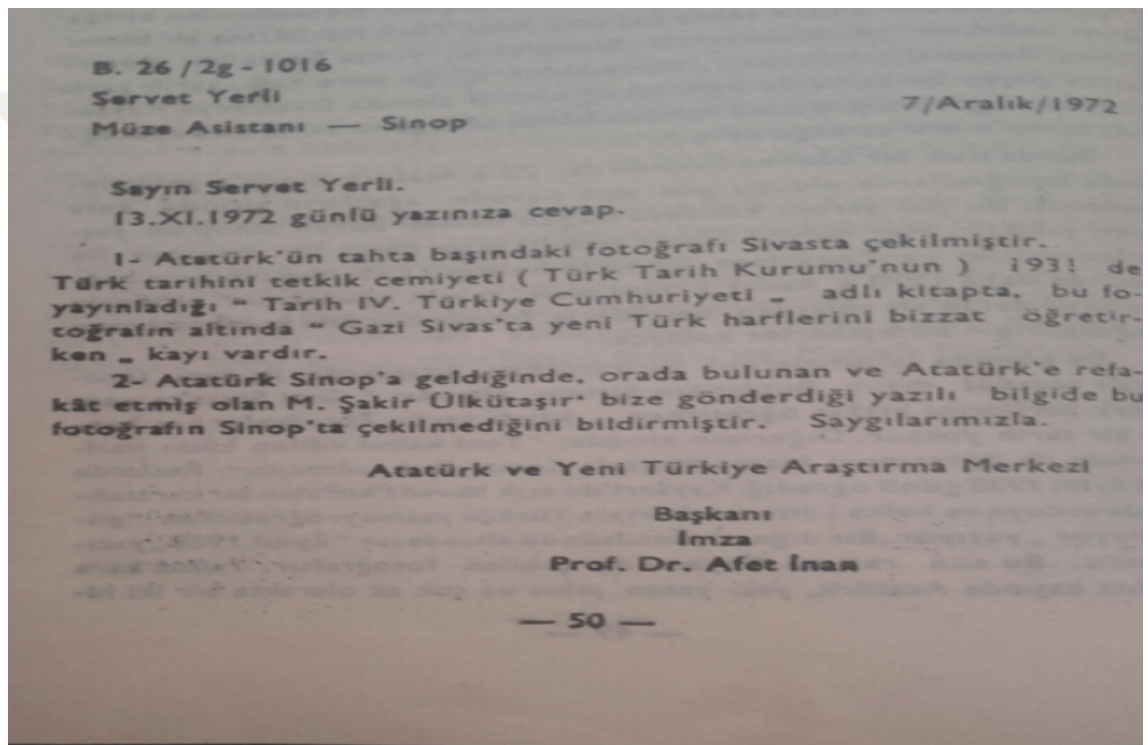 B. 26 / 2g - 1016
Servet Yerli
7/Aralık/1972
Müze Asistanı — Sinop
Sayın Servet Yerli.
13.XI.1972 günlü yazınıza cevap.
1- Atatürk'ün tahta başındaki fotoğrafı Sivasta çekilmiştir.
Türk tarihini tetkik cemiyeti ( Türk Tarih Kurumu'nun ) i93! de
yayınladığı " Tarih IV. Türkiye Cumhuriyeti „ adlı kitapta, bu fo-
toğrafın altında " Gazi Sivas'ta yeni Türk harflerini bizzat öğretir-
ken „ kayı vardır.
2- Atatürk Sinop'a geldiğinde, orada bulunan ve Atatürk'e refa-
kât etmiş olan M. Şakir Ülkütaşır' bize gönderdiği yazılı bilgide bu
fotoğrafın Sinop'ta çekilmediğini bildirmiştir. Saygılarımızla.
Atatürk ve Yeni Türkiye Araştırma Merkezi
Başkanı
İmza
Prof. Dr. Afet İnan
— 50 —